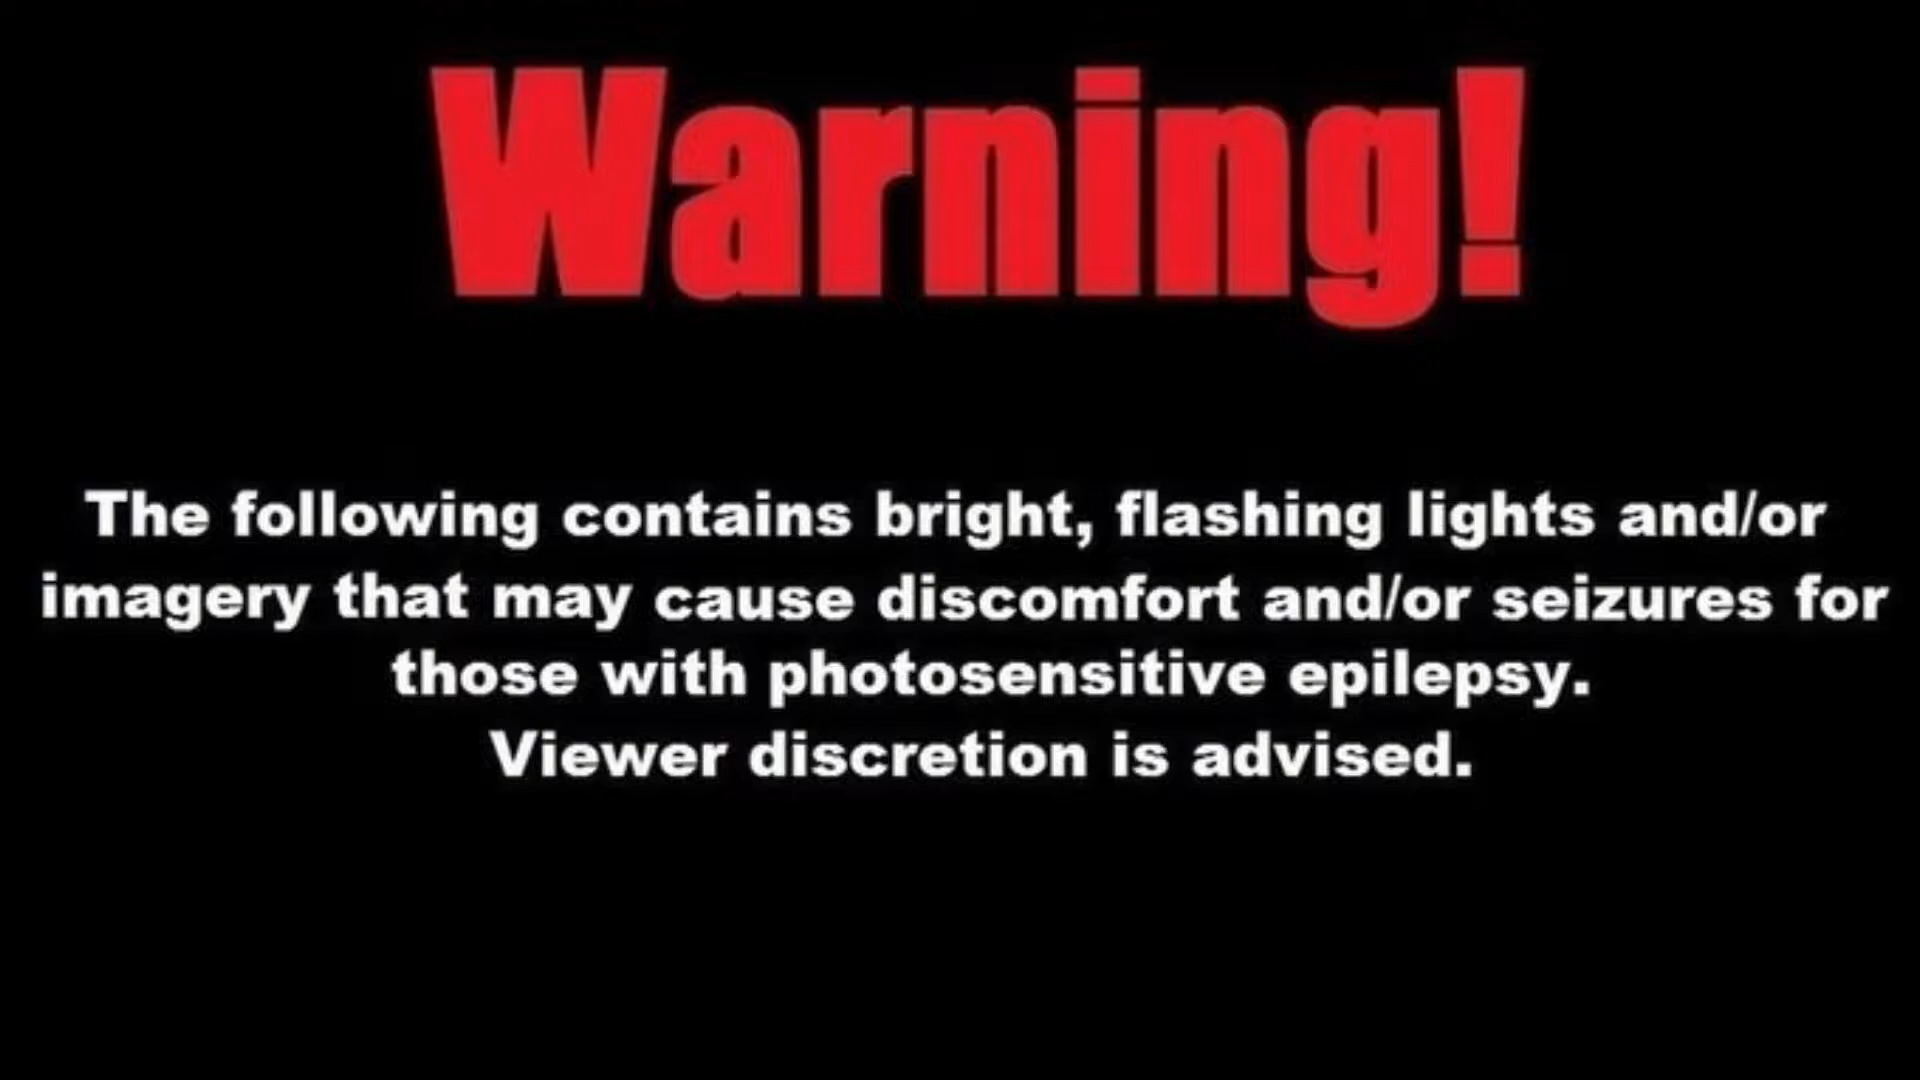 Warning!
The following contains bright, flashing lights and/or
imagery that may cause discomfort and/or seizures for
those with photosensitive epilepsy.
Viewer discretion is advised.